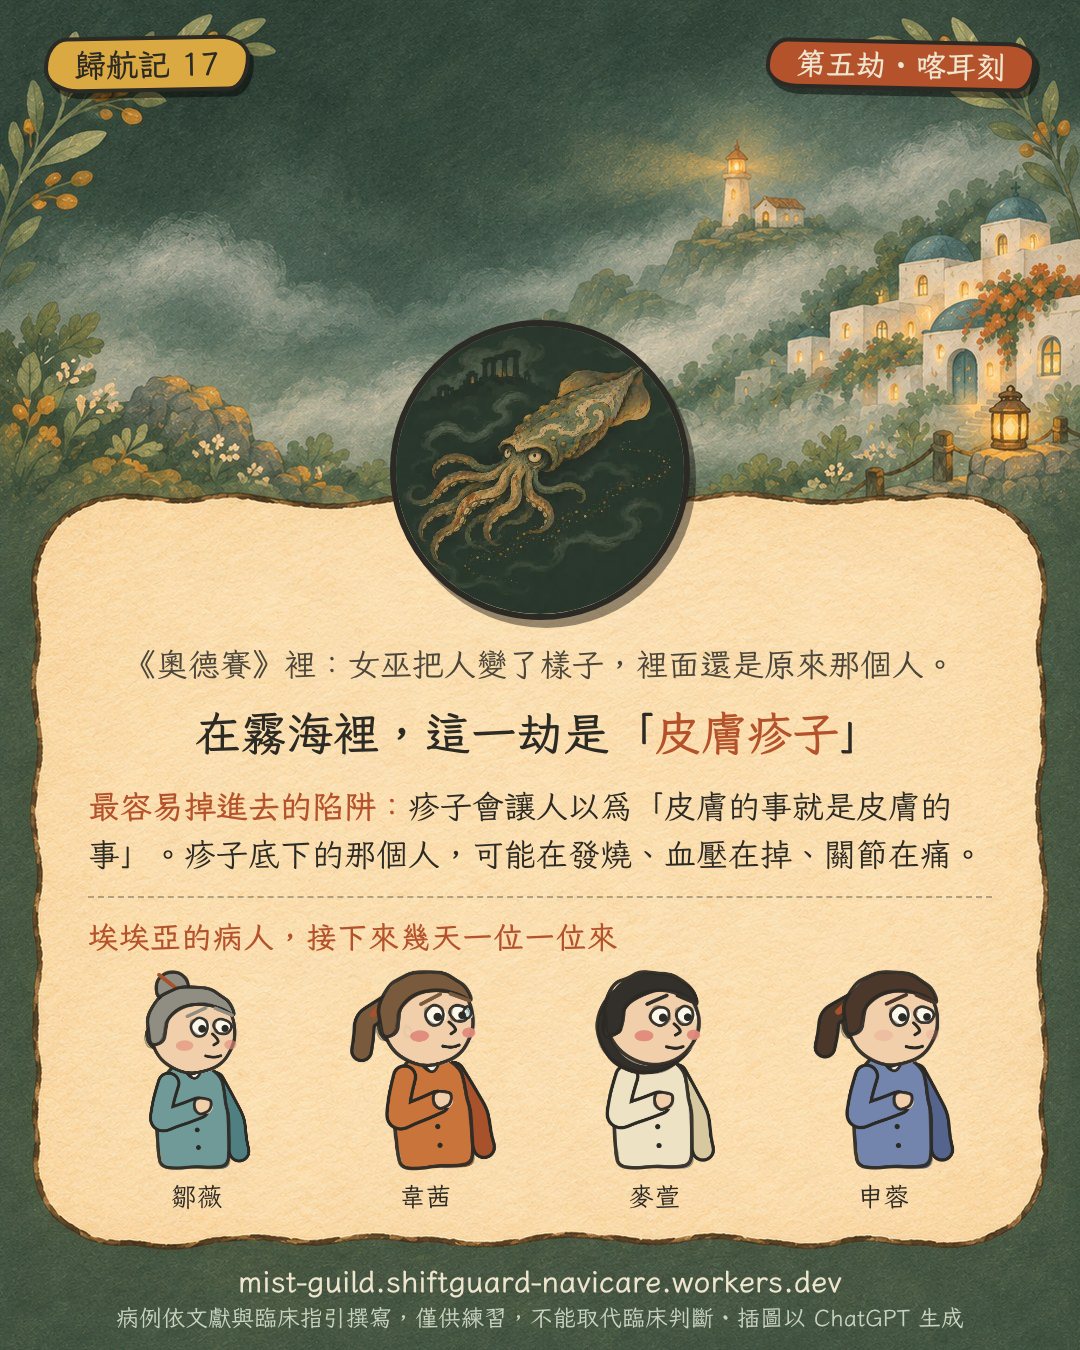 歸航記 17
第五劫・喀耳刻
《奧德賽》裡：女巫把人變了樣子，裡面還是原來那個人。
在霧海裡，這一劫是「皮膚疹子」
最容易掉進去的陷阱：疹子會讓人以為「皮膚的事就是皮膚的
事」。疹子底下的那個人，可能在發燒、血壓在掉、關節在痛。
埃埃亞的病人，接下來幾天一位一位來
鄒薇
韋茜
麥萱
申蓉
mist-guild.shiftguard-navicare.workers.dev
病例依文獻與臨床指引撰寫，僅供練習，不能取代臨床判斷・插圖以 ChatGPT 生成